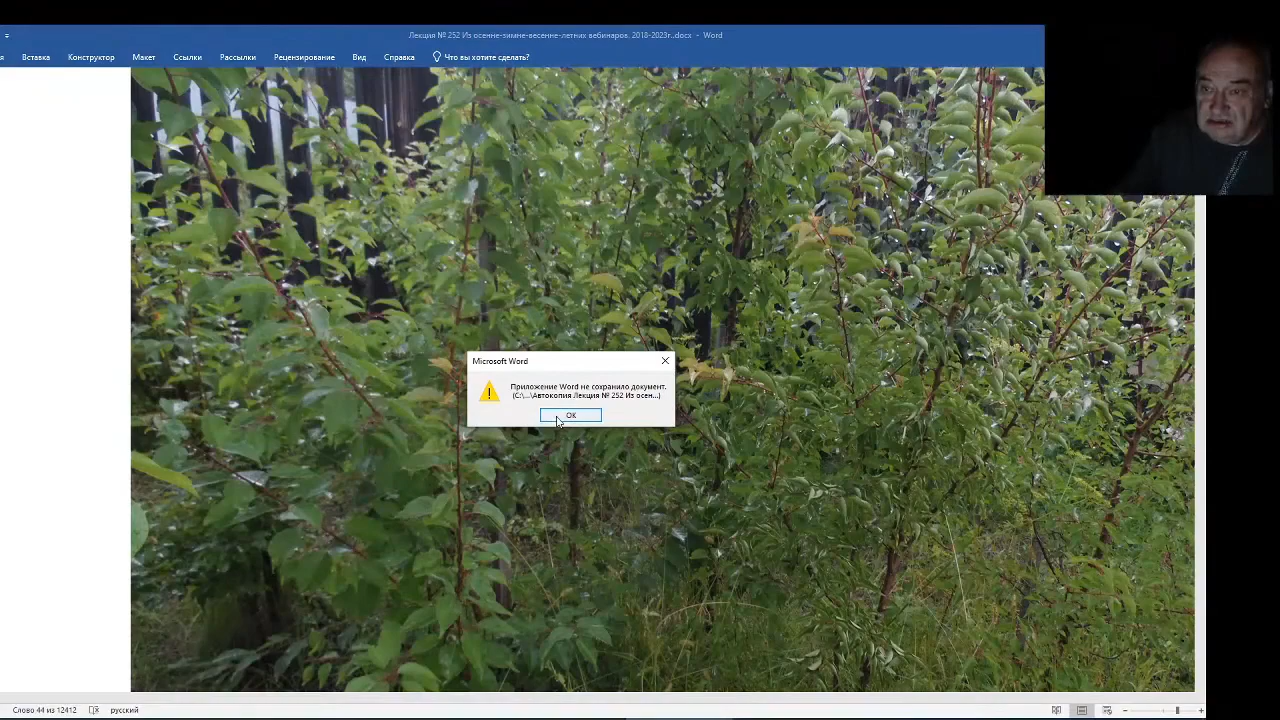 Лекция № 252 Из осенне-зимне-весенне-летних вебинаров. 2018-2023г..docx - Word
я Вставка Конструктор Макет Ссылки Рассылки Рецензирование Вид Справка Что вы хотите сделать?
Microsoft Word
Приложение Word не сохранило документ.
(C:\...\Автокопия Лекция № 252 Из осен...)
OK
Слово 44 из 12412 русский